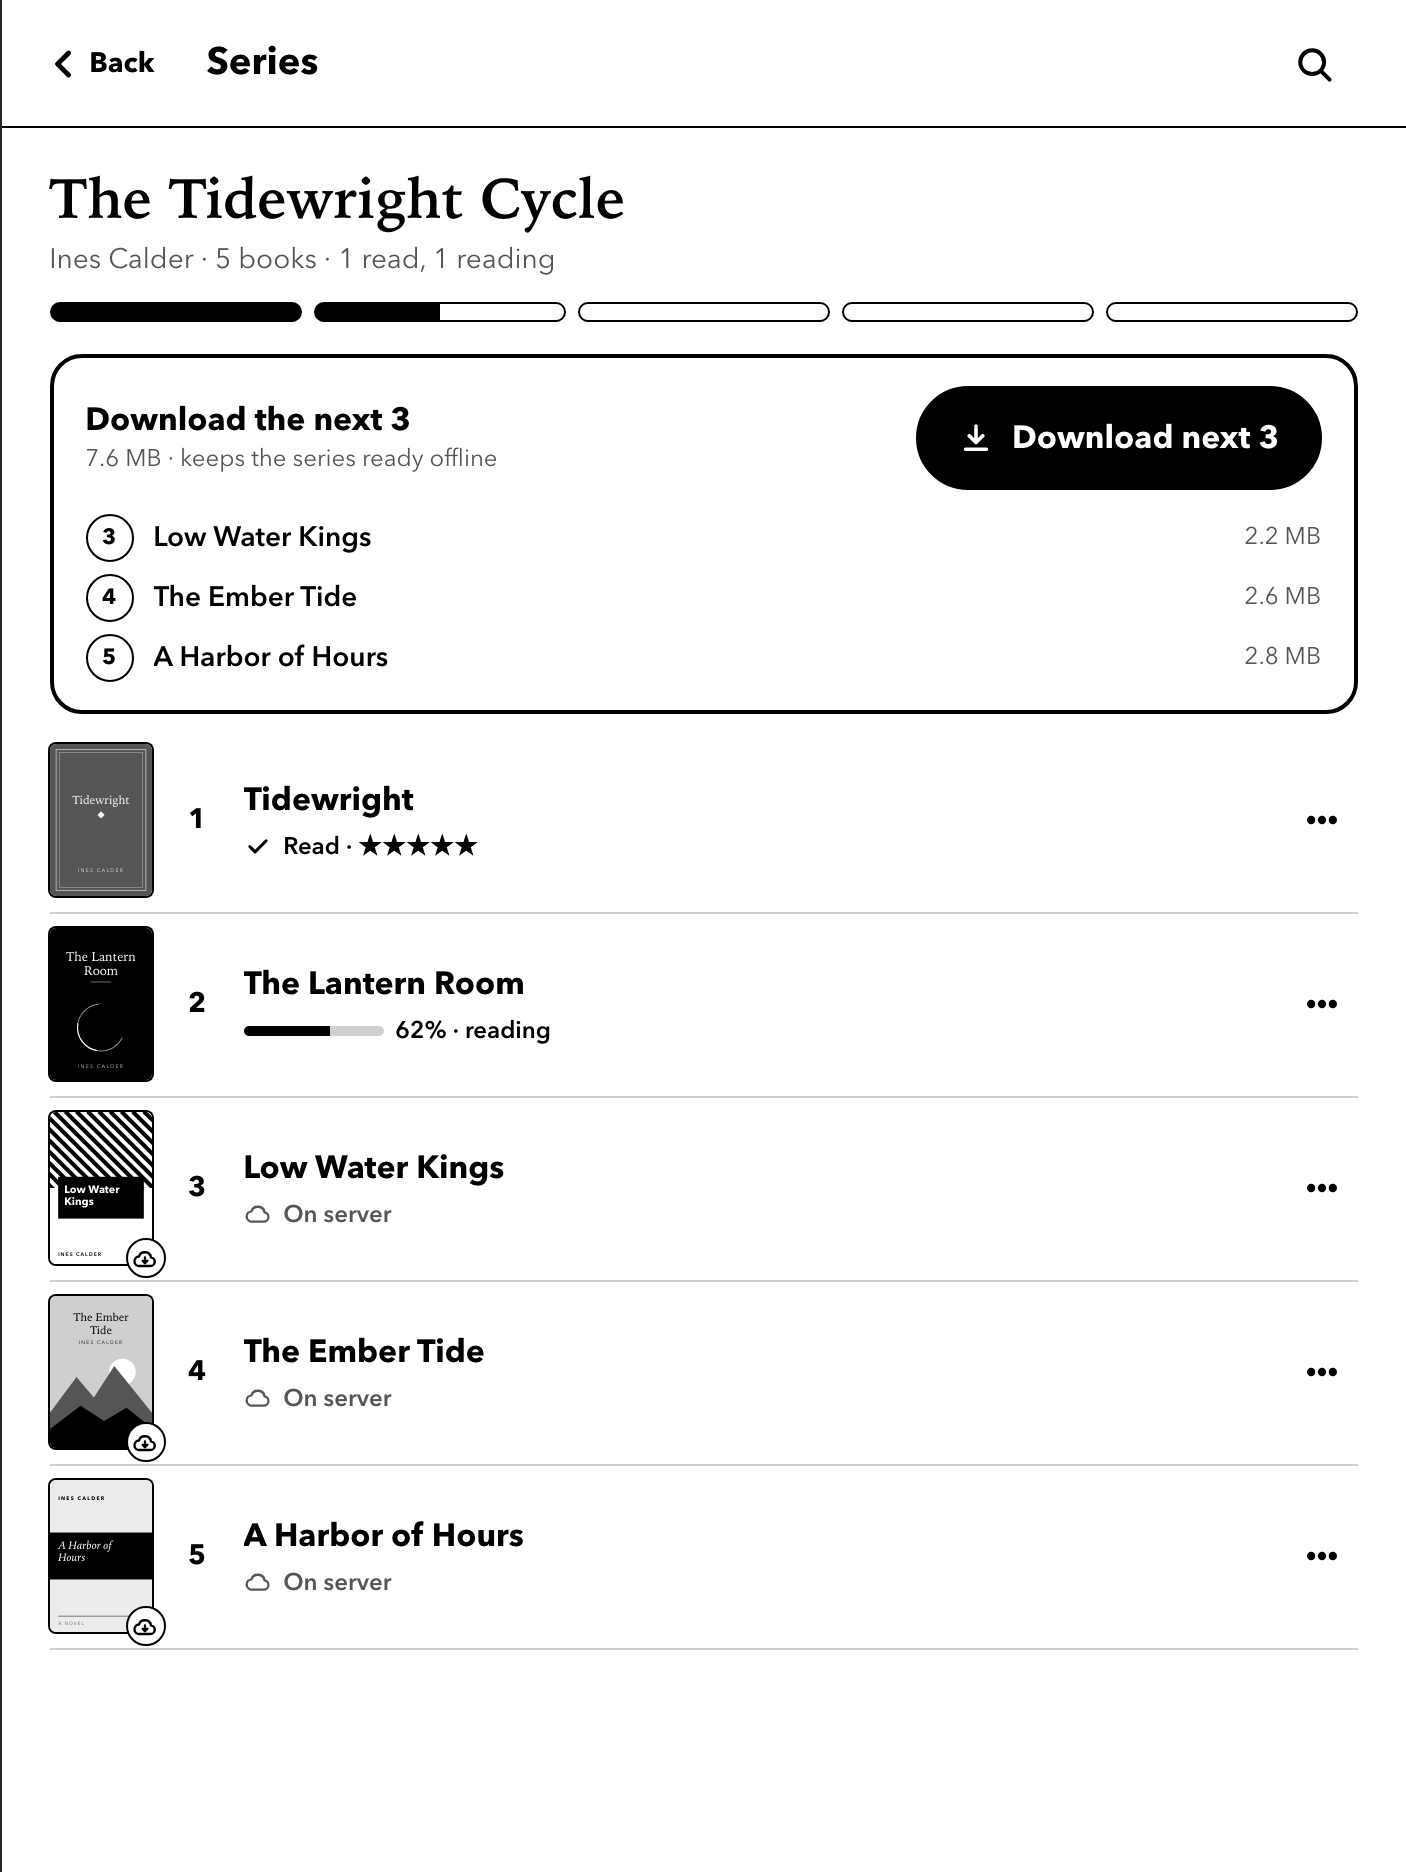 Back
Series
The Tidewright Cycle
Ines Calder · 5 books · 1 read, 1 reading
Download the next 3
7.6 MB · keeps the series ready offline
Download next 3
3 Low Water Kings 2.2 MB
4 The Ember Tide 2.6 MB
5 A Harbor of Hours 2.8 MB
Tidewright
INES CALDER
1
Tidewright
Read · ★★★★★
The Lantern
Room
INES CALDER
2
The Lantern Room
62% · reading
Low Water
Kings
INES CALDER
3
Low Water Kings
On server
The Ember
Tide
INES CALDER
4
The Ember Tide
On server
INES CALDER
A Harbor of
Hours
A NOVEL
5
A Harbor of Hours
On server